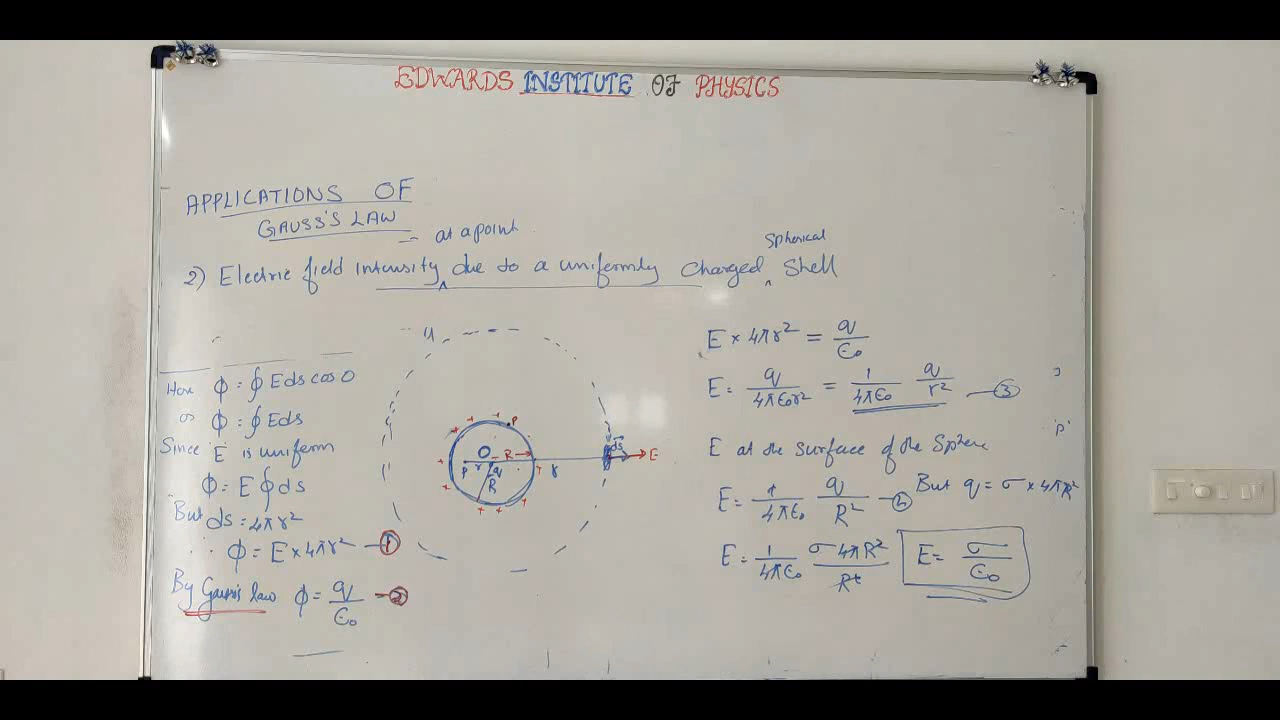 EDWARDS INSTITUTE OF PHYSICS
APPLICATIONS OF
GAUSS'S LAW
at a point
Spherical
2) Electric field intensity ^ due to a uniformly Charged ^ Shell
Here ϕ = ∮ E ds cos 0
ϕ = ∮ E ds
Since E is uniform
ϕ = E ∮ ds
But ds = 4πr²
ϕ = E × 4πr² — ①
By Gauss's law ϕ = q/ε₀ — ②
P
O
R
P r q
R
r
ds
E
E × 4πr² = q/ε₀
E = q/4πε₀r² = 1/4πε₀ q/r² — ③
E at the surface of the Sphere
E = 1/4πε₀ q/R² — ④ But q = σ × 4πR²
E = 1/4πε₀ σ4πR²/R² E = σ/ε₀